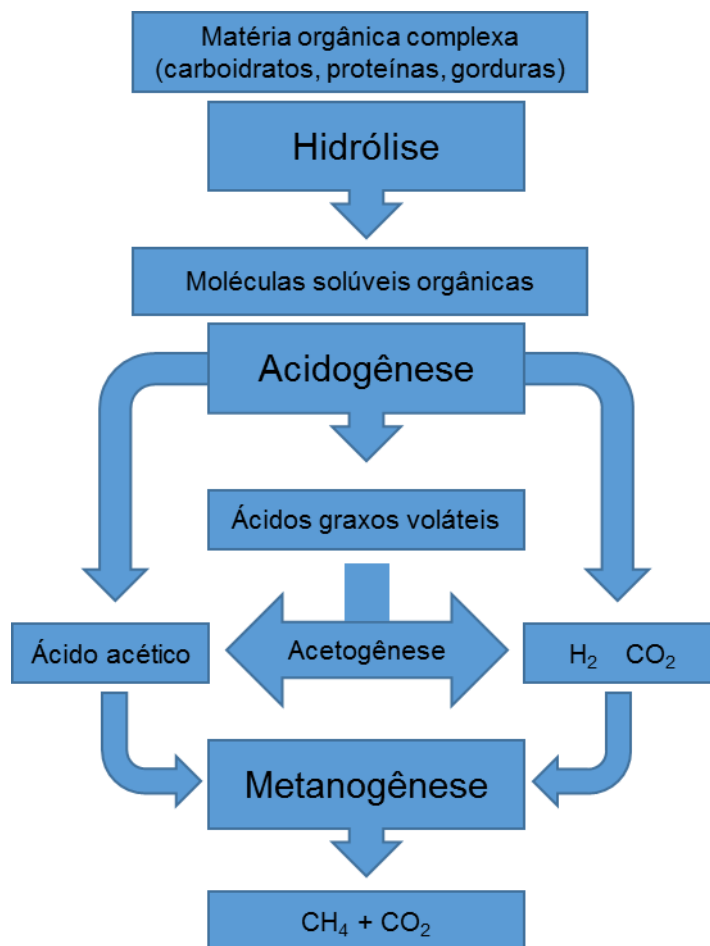 Matéria orgânica complexa
(carboidratos, proteínas, gorduras)
Hidrólise
Moléculas solúveis orgânicas
Acidogênese
Ácidos graxos voláteis
Ácido acético
Acetogênese
H₂ CO₂
Metanogênese
CH₄ + CO₂